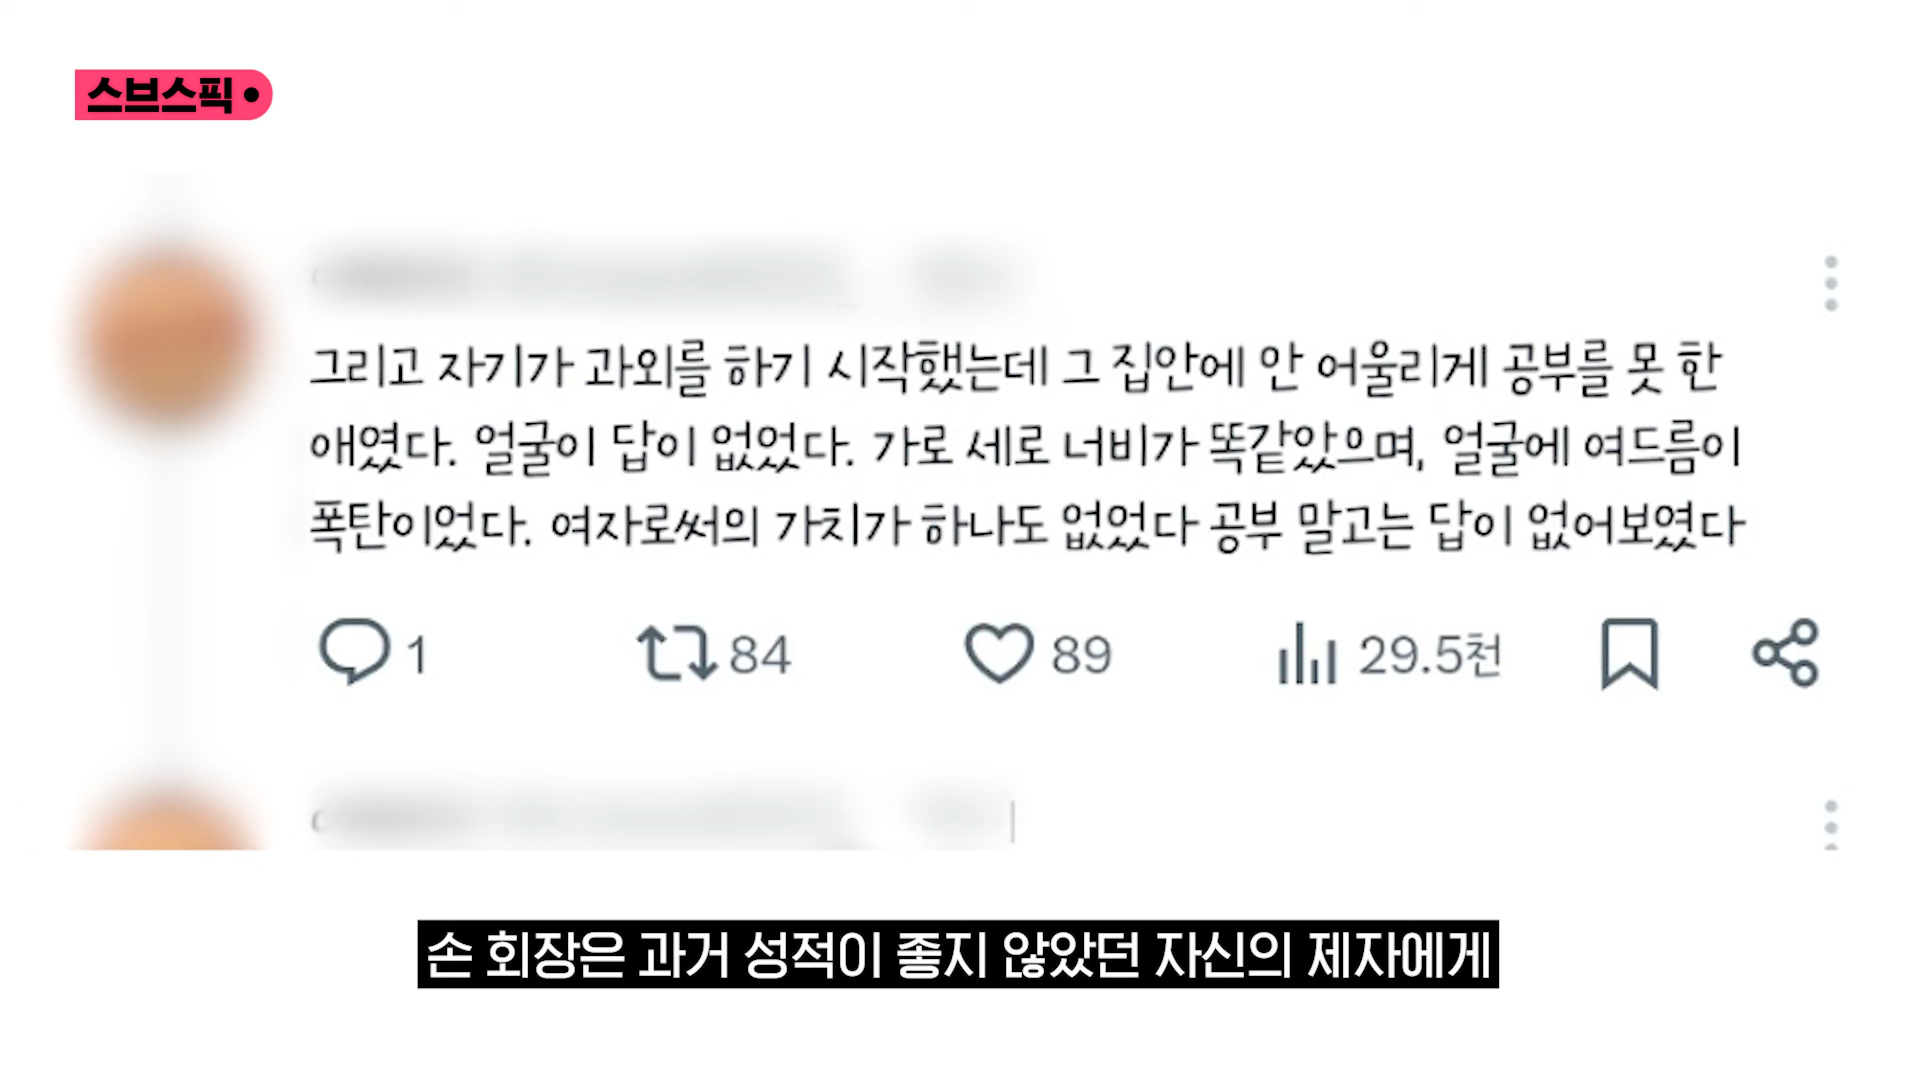 스브스픽
그리고 자기가 과외를 하기 시작했는데 그 집안에 안 어울리게 공부를 못 한
애였다. 얼굴이 답이 없었다. 가로 세로 너비가 똑같았으며, 얼굴에 여드름이
폭탄이었다. 여자로써의 가치가 하나도 없었다 공부 말고는 답이 없어보였다
1 84 89 29.5천
손 회장은 과거 성적이 좋지 않았던 자신의 제자에게